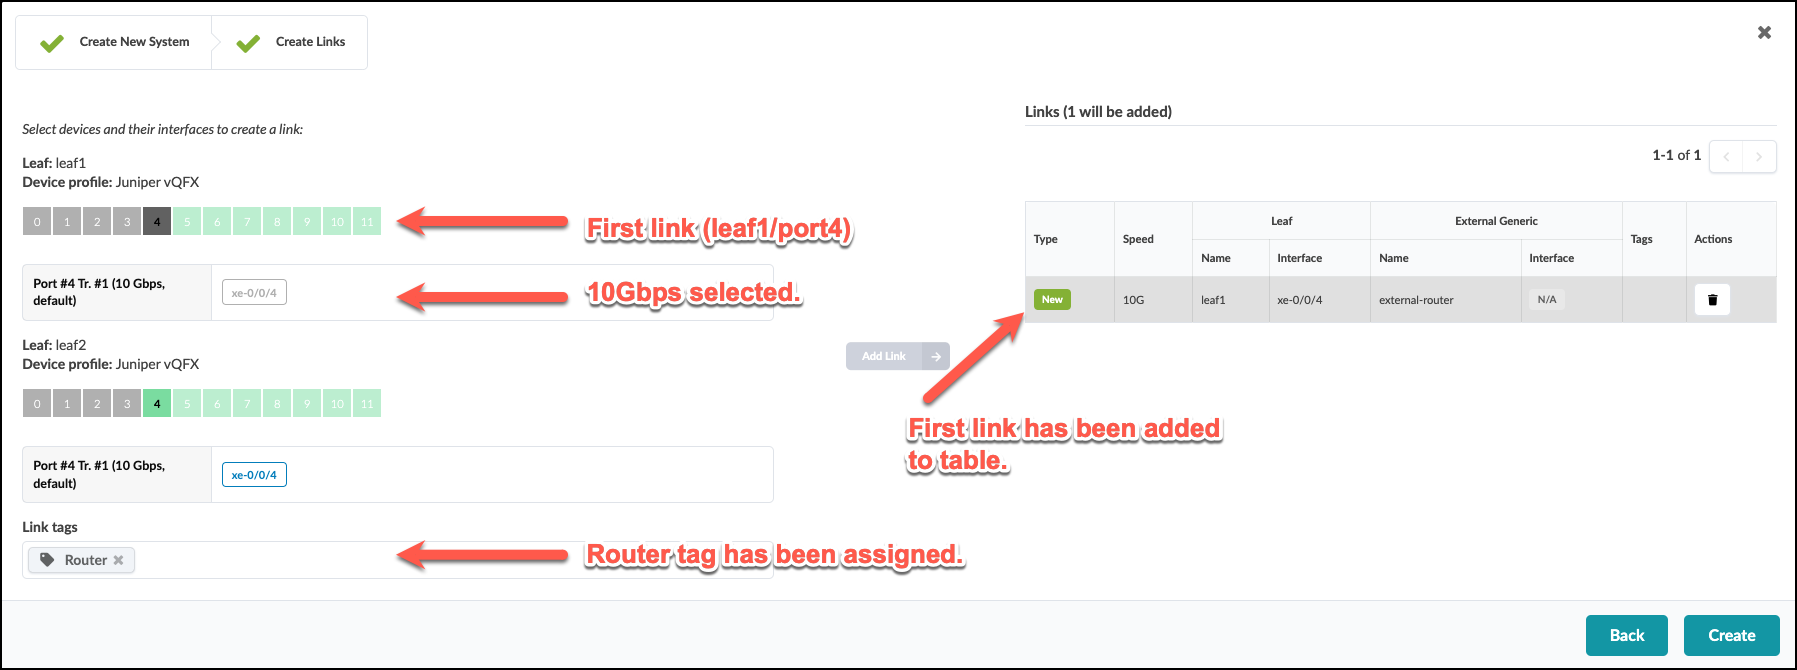 Create New System
Create Links
Select devices and their interfaces to create a link:
Leaf: leaf1
Device profile: Juniper vQFX
0 1 2 3 4 5 6 7 8 9 10 11
First link (leaf1/port4)
Port #4 Tr. #1 (10 Gbps,
default)
xe-0/0/4
10Gbps selected.
Leaf: leaf2
Device profile: Juniper vQFX
0 1 2 3 4 5 6 7 8 9 10 11
Port #4 Tr. #1 (10 Gbps,
default)
xe-0/0/4
Link tags
Router
Router tag has been assigned.
Add Link
Links (1 will be added)
1-1 of 1
Leaf External Generic
Type Speed Tags Actions
Name Interface Name Interface
New 10G leaf1 xe-0/0/4 external-router N/A
First link has been added
to table.
Back Create